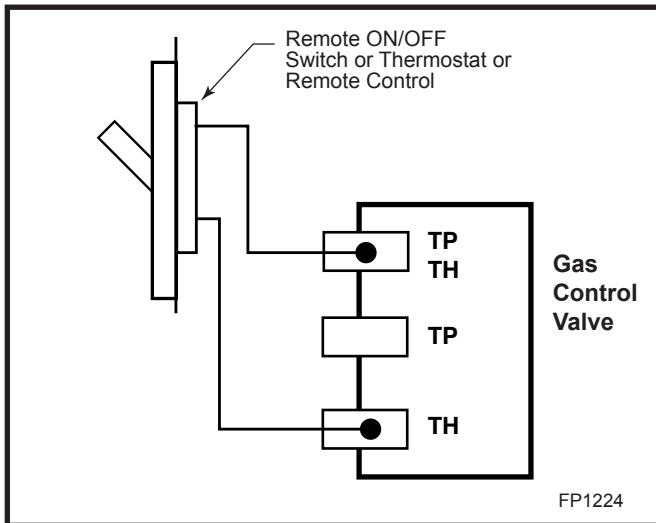 Remote ON/OFF
Switch or Thermostat or
Remote Control
TP
TH
Gas
Control
Valve
TP
TH
FP1224